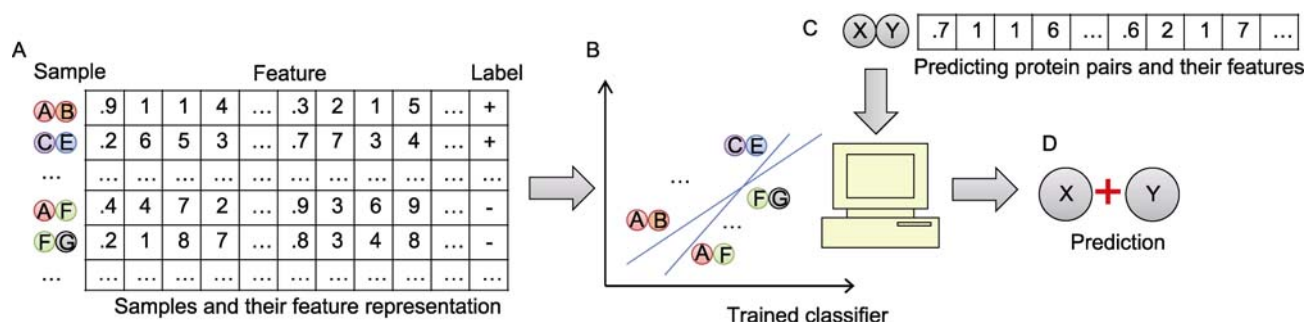 A
Sample Feature Label
A B .9 1 1 4 ... .3 2 1 5 ... +
C E .2 6 5 3 ... .7 7 3 4 ... +
... ... ... ... ... ... ... ... ... ... ... ...
A F .4 4 7 2 ... .9 3 6 9 ... -
F G .2 1 8 7 ... .8 3 4 8 ... -
... ... ... ... ... ... ... ... ... ... ... ...
Samples and their feature representation
B
C E
...
F G
A B
...
A F
Trained classifier
C
X Y .7 1 1 6 ... .6 2 1 7 ...
Predicting protein pairs and their features
D
X + Y
Prediction